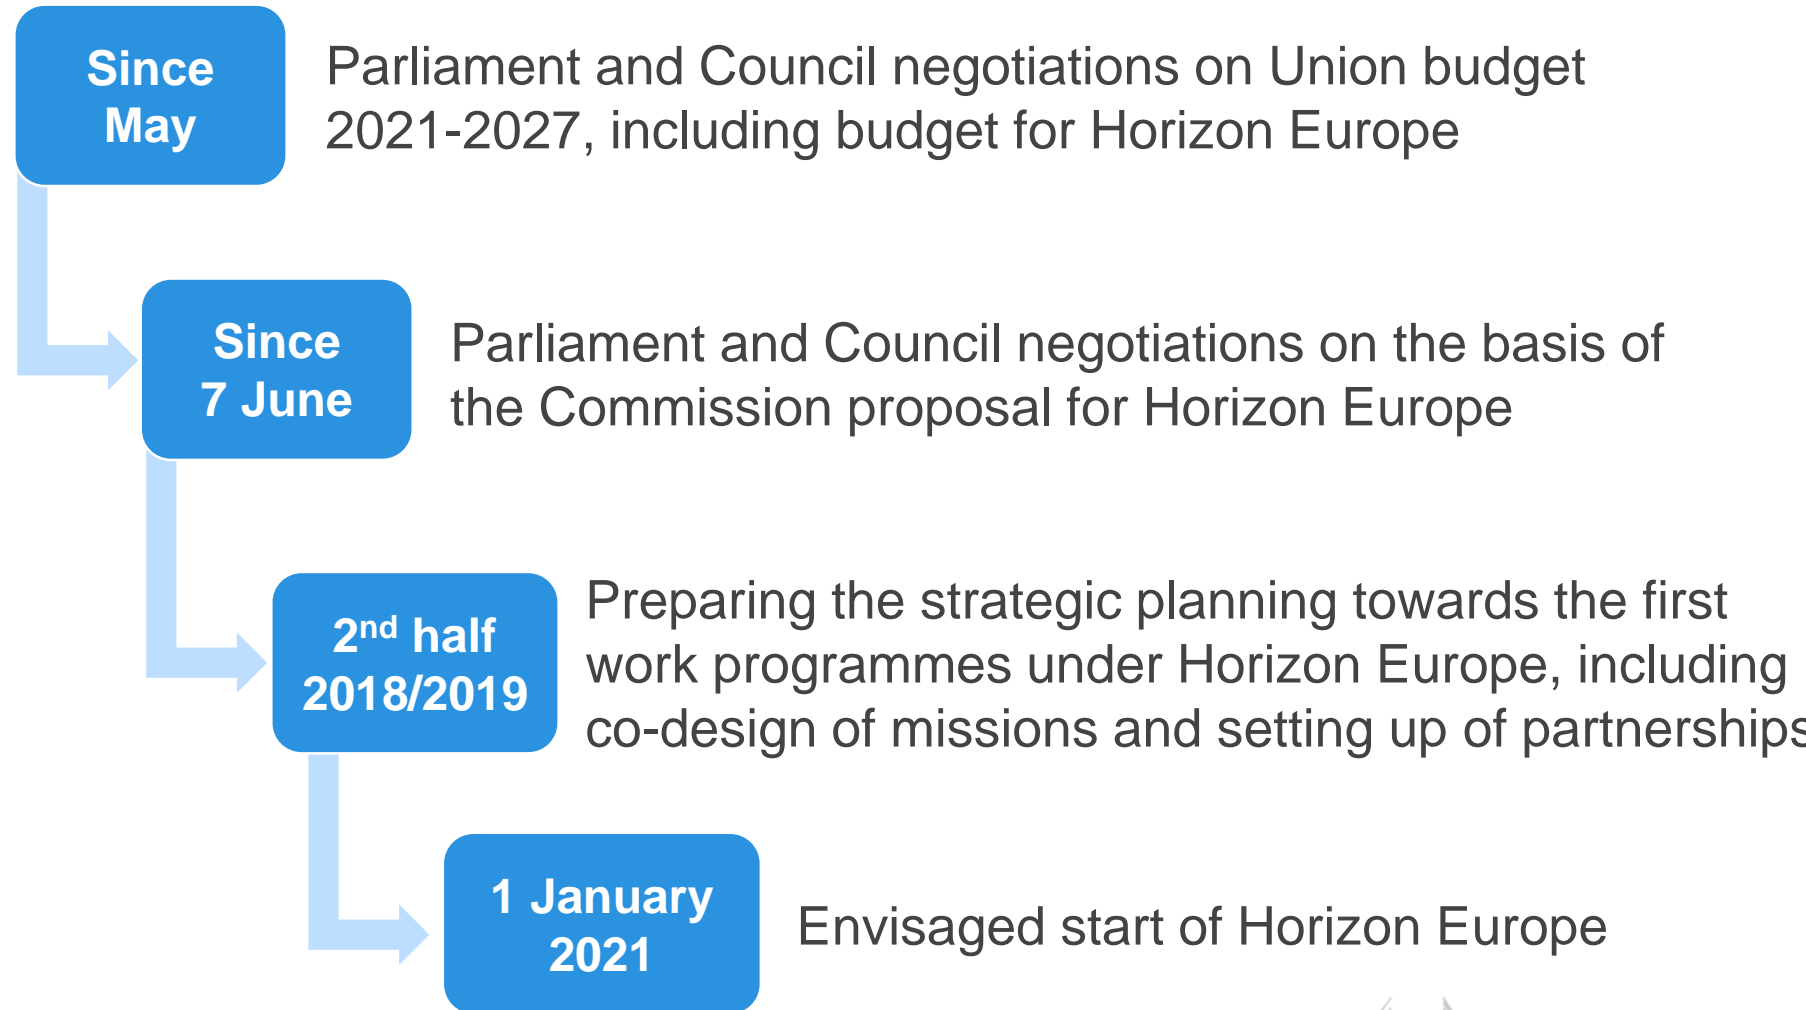 Since
May
Parliament and Council negotiations on Union budget
2021-2027, including budget for Horizon Europe
Since
7 June
Parliament and Council negotiations on the basis of
the Commission proposal for Horizon Europe
2nd half
2018/2019
Preparing the strategic planning towards the first
work programmes under Horizon Europe, including
co-design of missions and setting up of partnerships
1 January
2021
Envisaged start of Horizon Europe